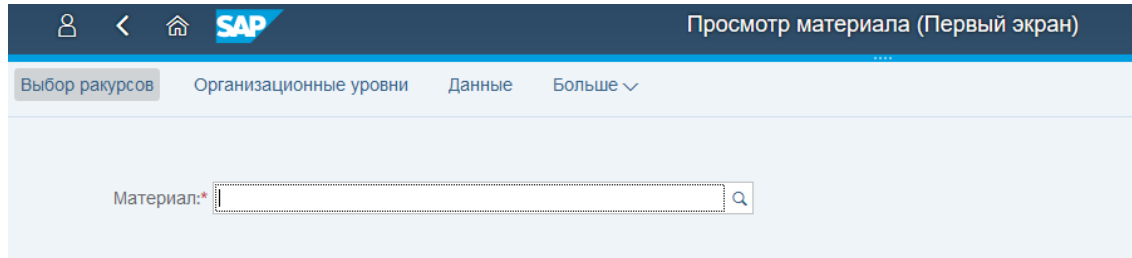 SAP Просмотр материала (Первый экран)
Выбор ракурсов Организационные уровни Данные Больше
Материал:*